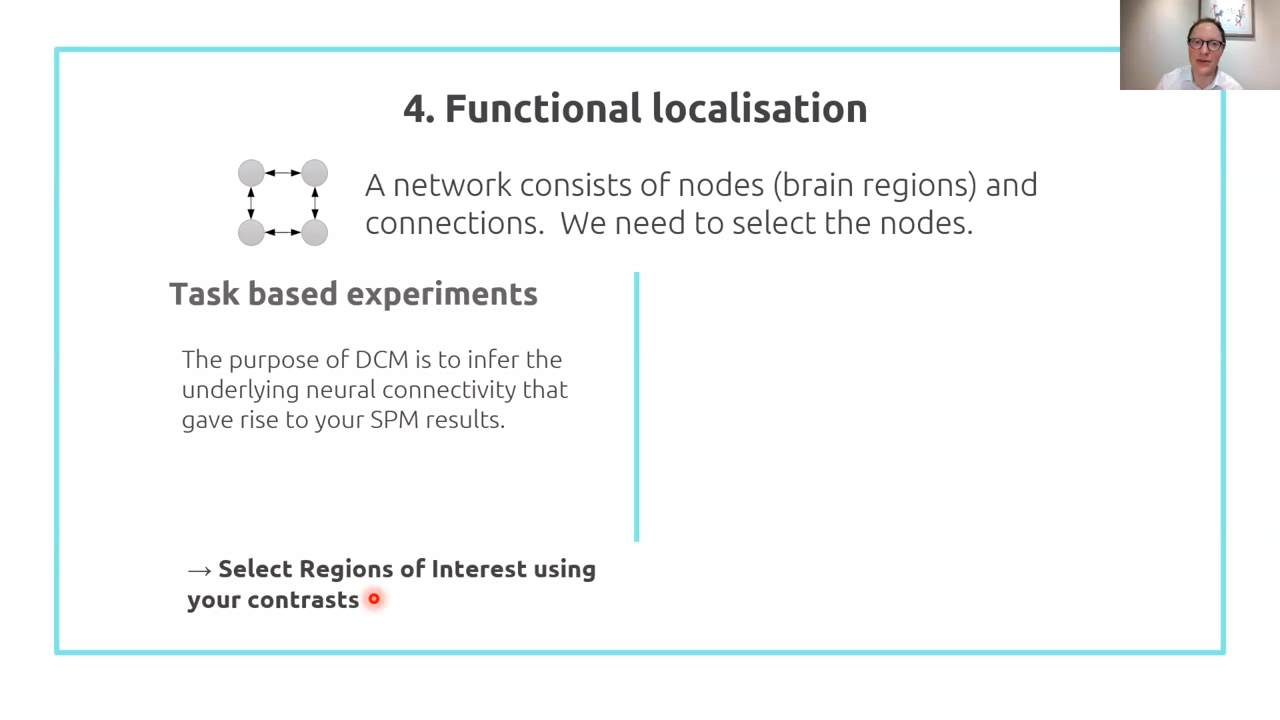 4. Functional localisation
A network consists of nodes (brain regions) and
connections.  We need to select the nodes.
Task based experiments
The purpose of DCM is to infer the
underlying neural connectivity that
gave rise to your SPM results.
→ Select Regions of Interest using
your contrasts